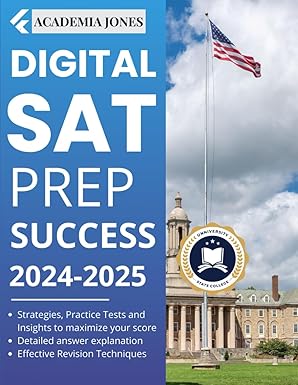 ACADEMIA JONES
DIGITAL
SAT
PREP
SUCCESS
2024-2025
• Strategies, Practice Tests and
Insights to maximize your score
• Detailed answer explanation
• Effective Revision Techniques
UNIVERSITY
STATE COLLEGE